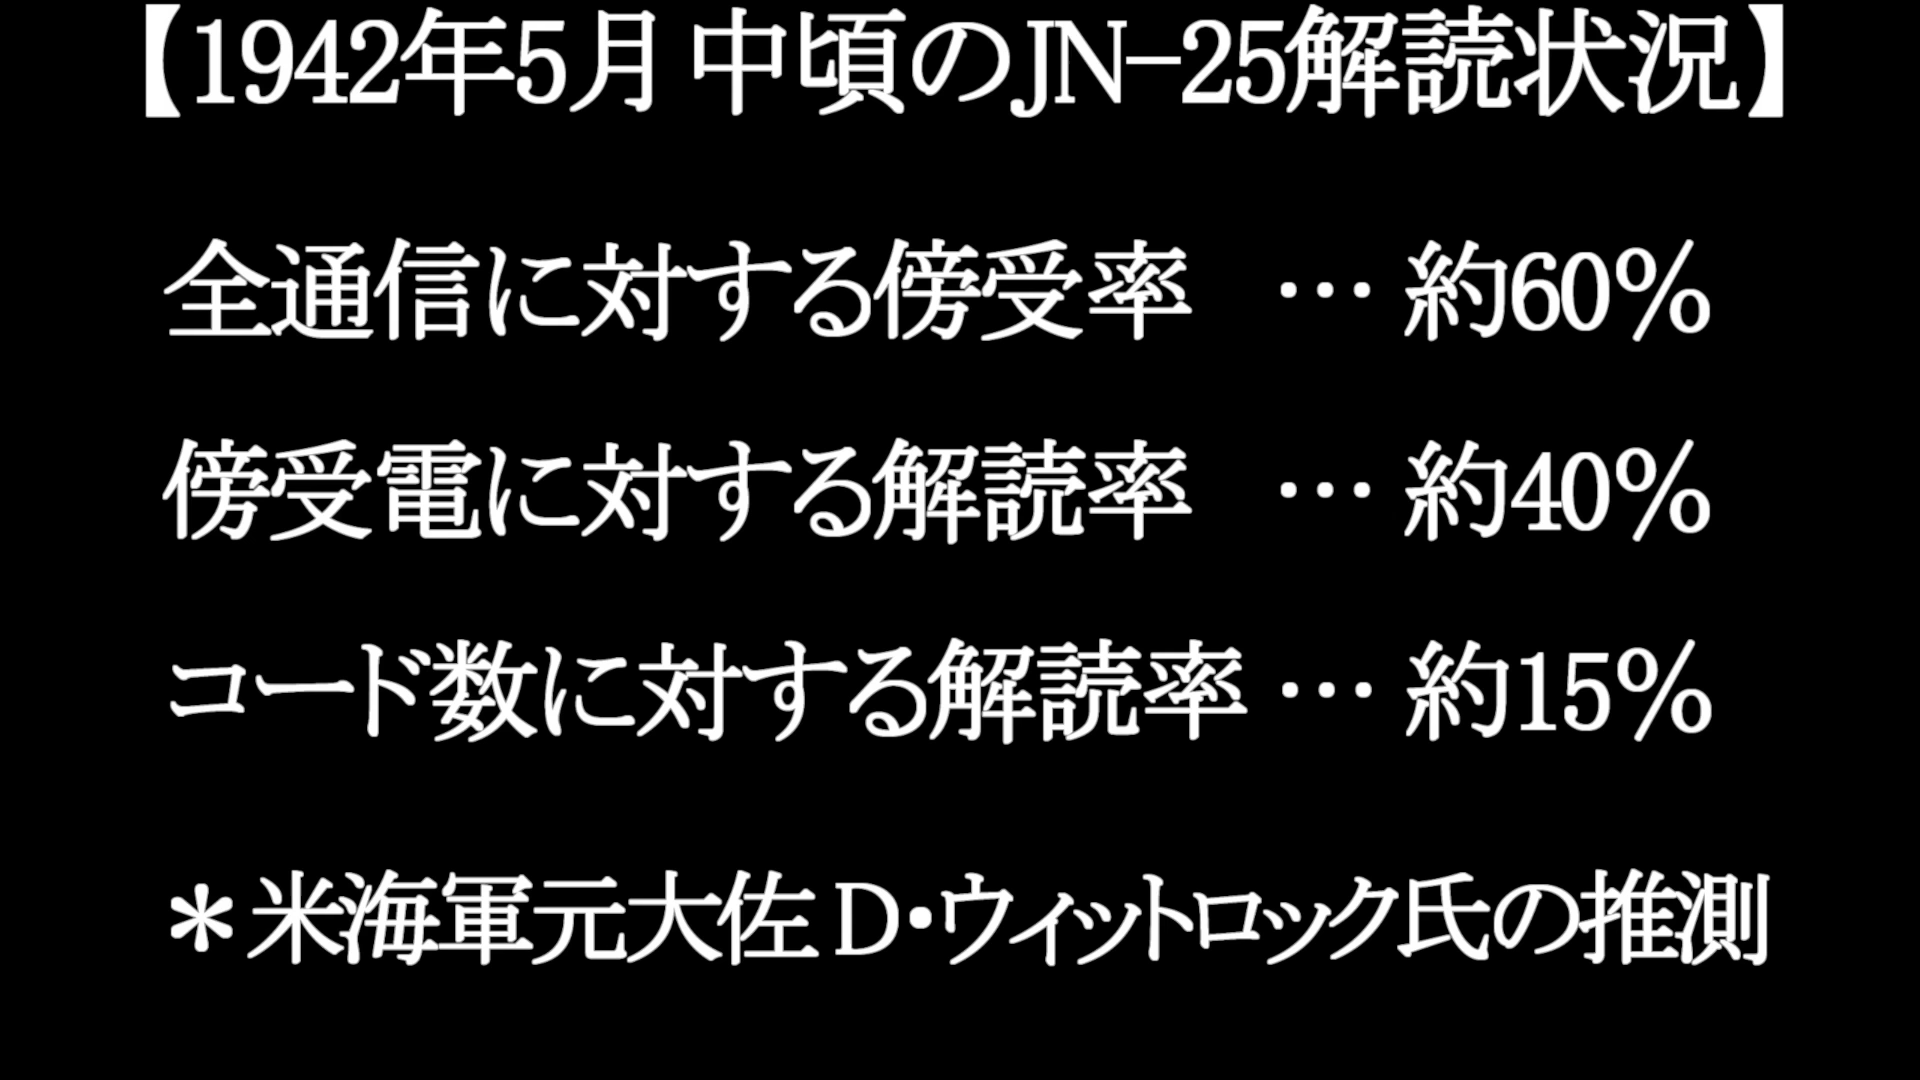 【1942年5月中頃のJN-25解読状況】
全通信に対する傍受率 … 約60％
傍受電に対する解読率 … 約40％
コード数に対する解読率 … 約15％
＊米海軍元大佐 D・ウィットロック氏の推測